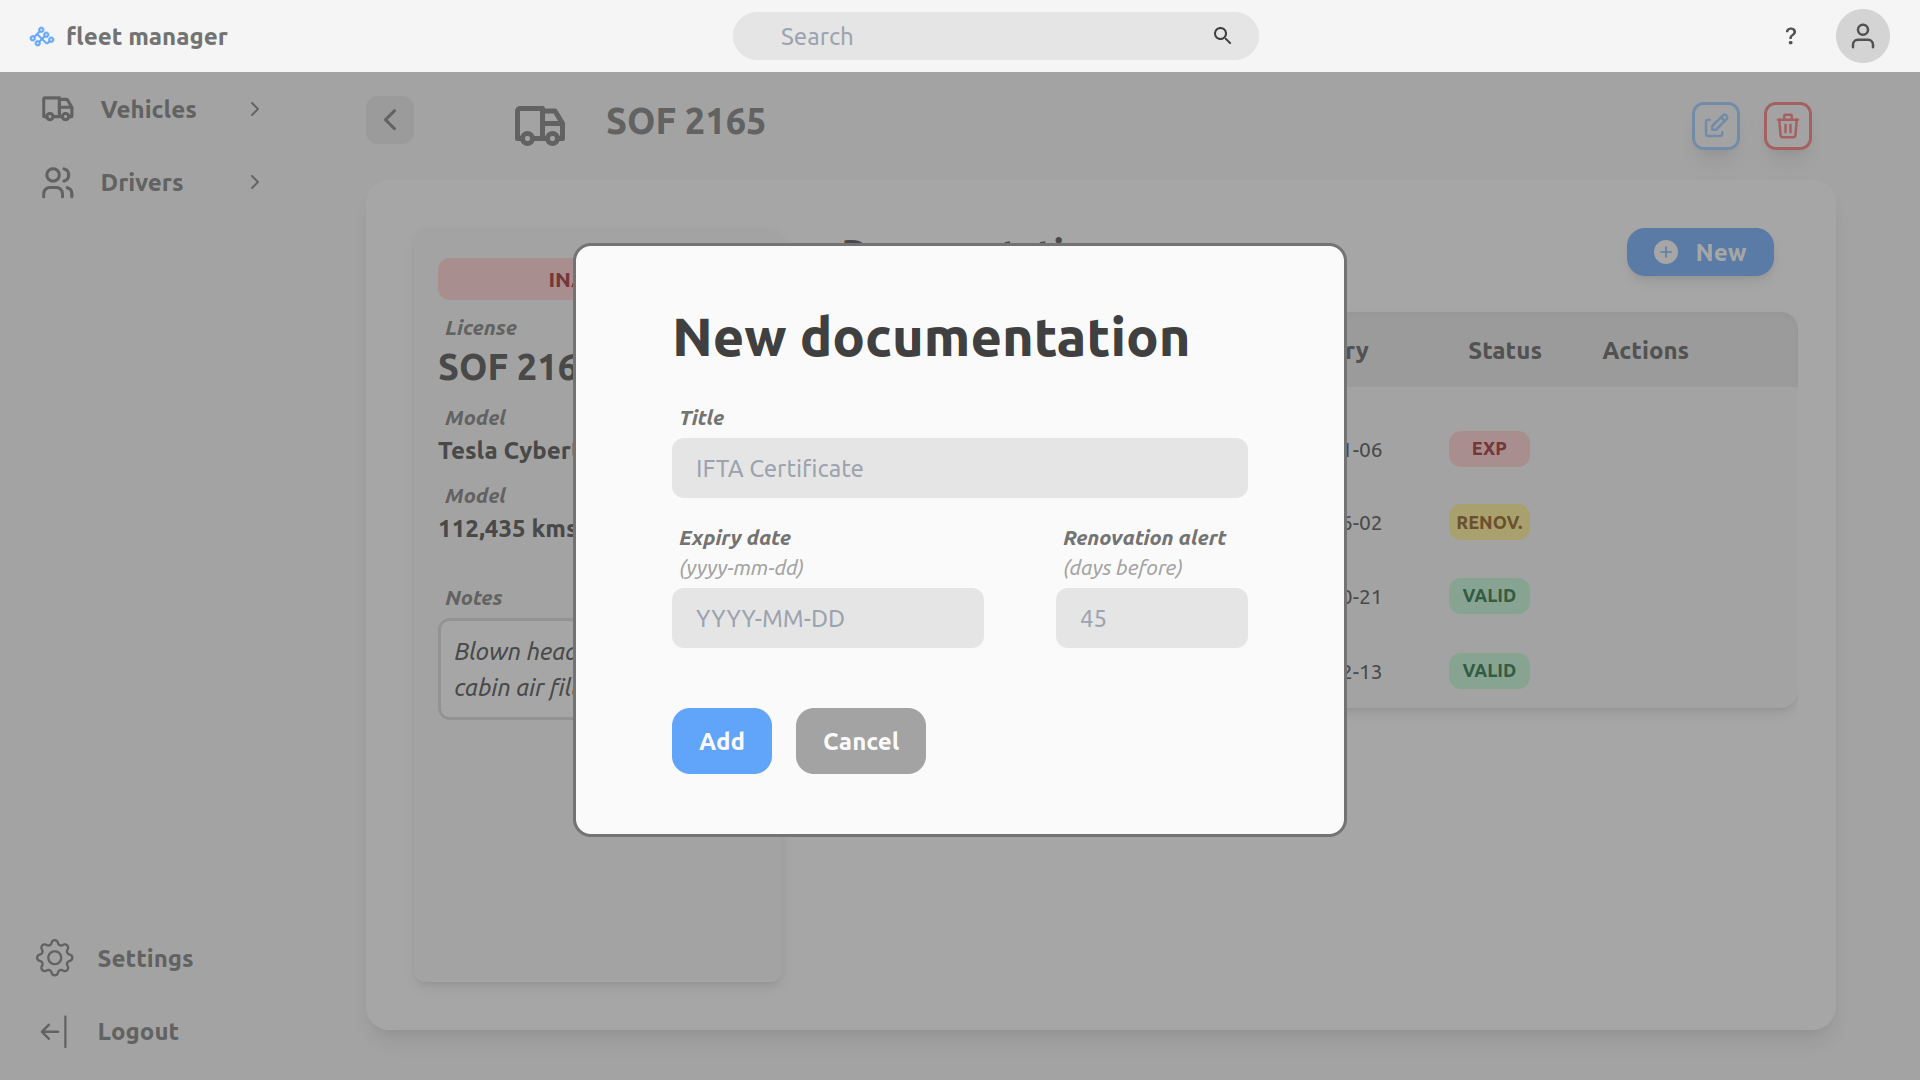 fleet manager
Search
?
Vehicles
Drivers
SOF 2165
New
License
SOF 216
Model
Tesla Cyber
Model
112,435 kms
Notes
Blown head
cabin air fil
New documentation
Title
IFTA Certificate
Expiry date
(yyyy-mm-dd)
YYYY-MM-DD
Renovation alert
(days before)
45
Add
Cancel
Status
Actions
-06
EXP
-02
RENOV.
-21
VALID
-13
VALID
Settings
Logout